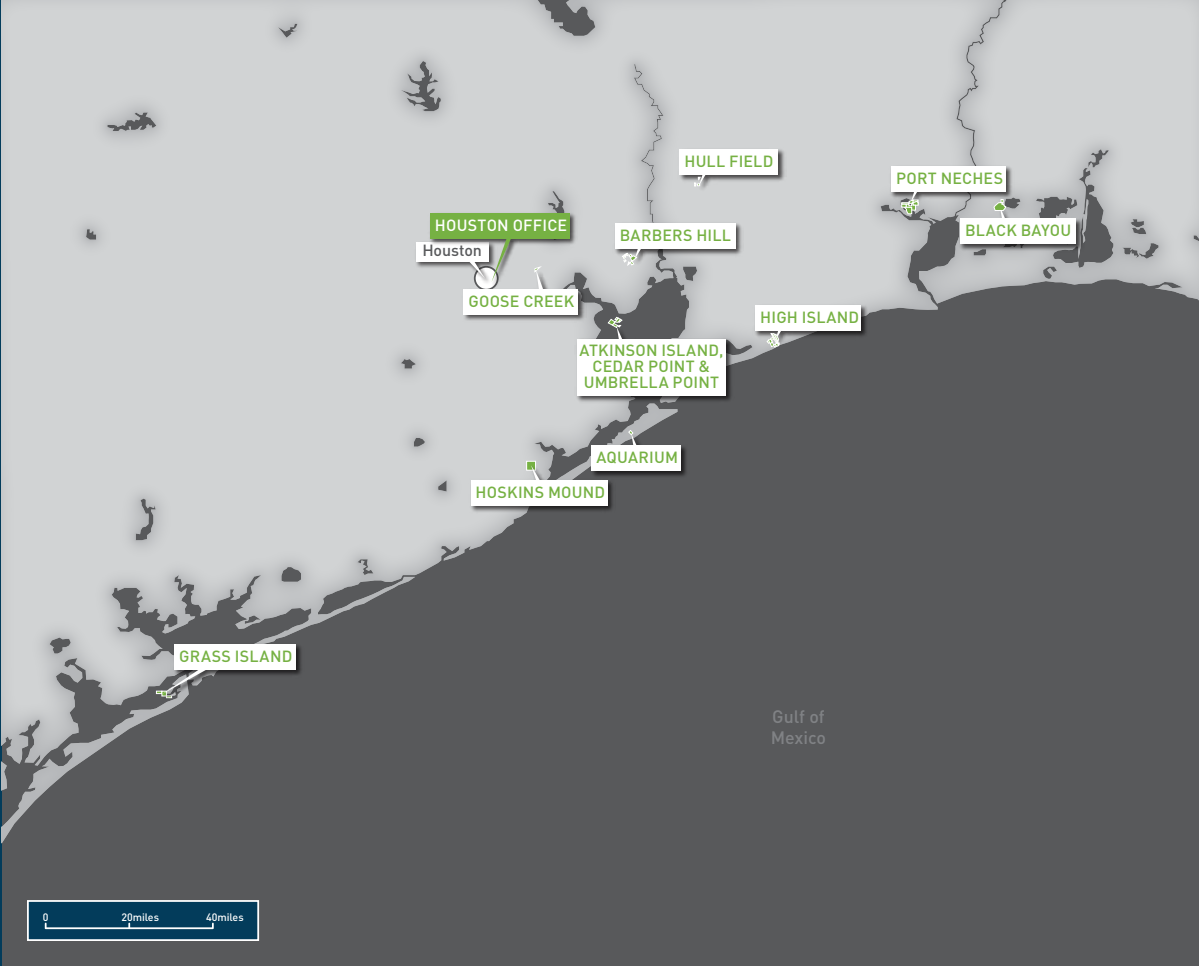 HULL FIELD
PORT NECHES
HOUSTON OFFICE
BARBERS HILL
BLACK BAYOU
Houston
GOOSE CREEK
HIGH ISLAND
ATKINSON ISLAND,
CEDAR POINT &
UMBRELLA POINT
AQUARIUM
HOSKINS MOUND
GRASS ISLAND
Gulf of
Mexico
0 20miles 40miles